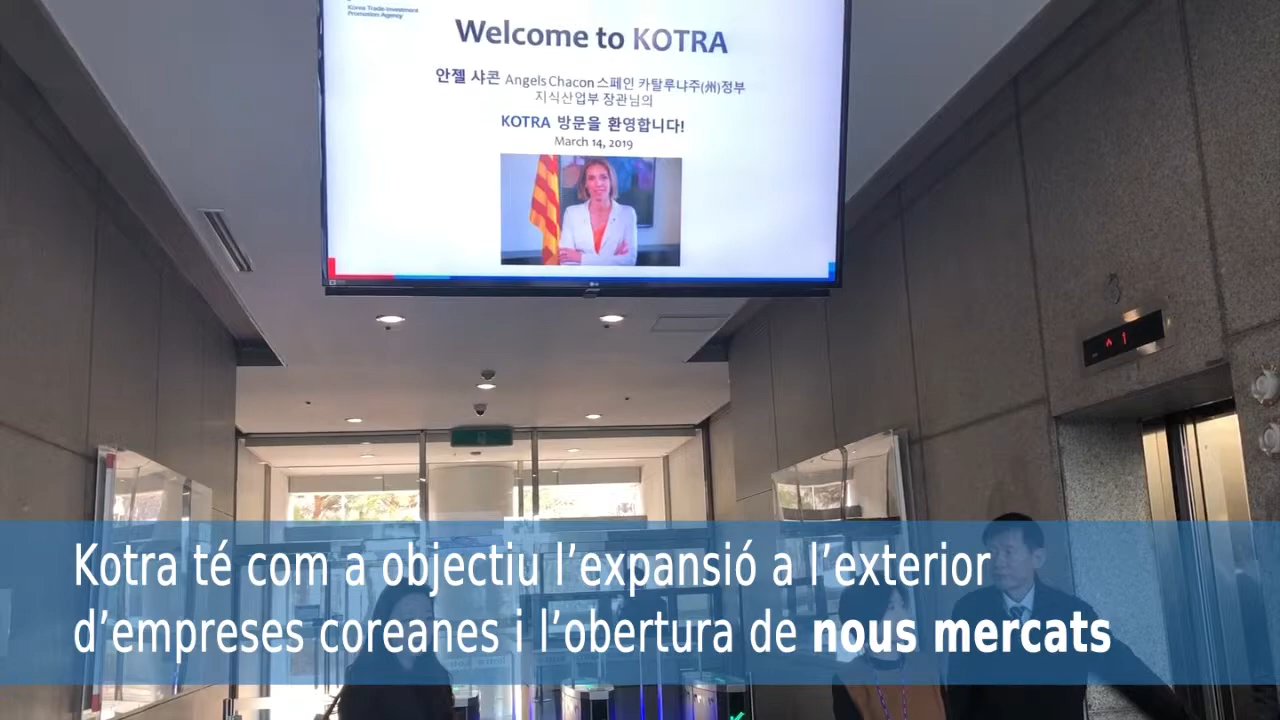 Korea Trade-Investment
Promotion Agency
Welcome to KOTRA
안젤 샤콘 Angels Chacon 스페인 카탈루냐주(州)정부
지식산업부 장관님의
KOTRA 방문을 환영합니다!
March 14, 2019
LG
1
Kotra té com a objectiu l’expansió a l’exterior
d’empreses coreanes i l’obertura de nous mercats